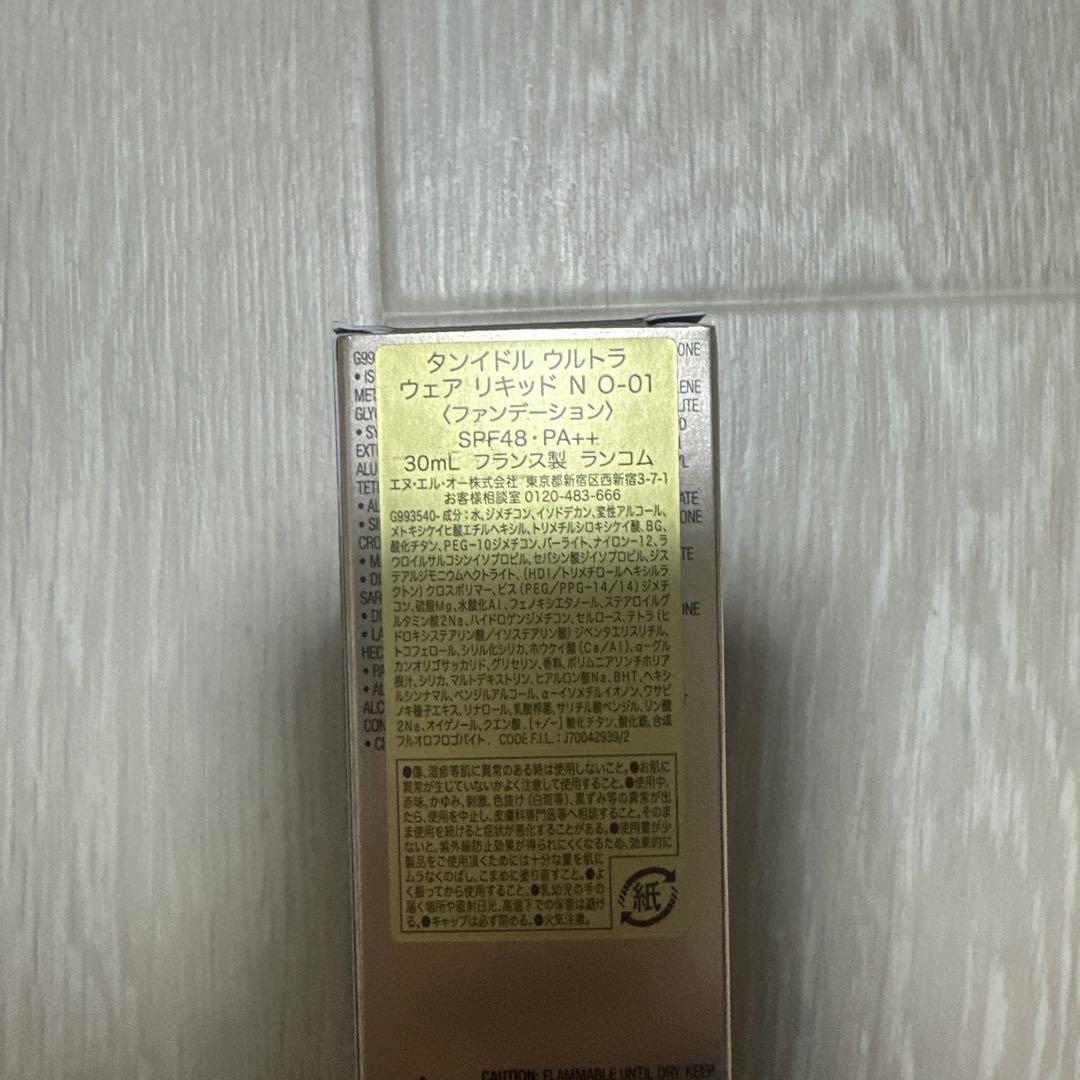 タンイドル ウルトラ
ウェア リキッド N O-01
〈ファンデーション〉
SPF48・PA++
30mL フランス製 ランコム
エヌ・エル・オー株式会社 東京都新宿区西新宿3-7-1
お客様相談室 0120-483-666
G993540- 成分：水、ジメチコン、イソドデカン、変性アルコール、
メトキシケイヒ酸エチルヘキシル、トリメチルシロキシケイ酸、BG、
酸化チタン、PEG-10ジメチコン、パーライト、ナイロン-12、ラ
ウロイルサルコシンイソプロピル、セバシン酸ジイソプロピル、ジス
テアルジモニウムヘクトライト、(HDI/トリメチロールヘキシルラ
クトン)クロスポリマー、ビス(PEG/PPG-14/14)ジメチ
コン、硫酸Mg、水酸化Al、フェノキシエタノール、ステアロイルグ
ルタミン酸2Na、ハイドロゲンジメチコン、セルロース、テトラ(ヒ
ドロキシステアリン酸/イソステアリン酸)ジペンタエリスリチル、
トコフェロール、シリル化シリカ、ホウケイ酸(Ca/Al)、α-グル
カンオリゴサッカリド、グリセリン、香料、ポリムニアソンチホリア
根汁、シリカ、マルトデキストリン、ヒアルロン酸Na、BHT、ヘキシ
ルシンナマル、ベンジルアルコール、α-イソメチルイオノン、ワサビ
ノキ種子エキス、リナロール、乳酸桿菌、サリチル酸ベンジル、リン酸
2Na、オイゲノール、クエン酸、[+/-]酸化チタン、酸化鉄、合成
フルオロフロゴパイト. CODE F.I.L.：J70042939/2
●傷、湿疹等肌に異常のある時は使用しないこと。●お肌に
異常が生じていないかよく注意して使用すること。●使用中、
赤味、かゆみ、刺激、色抜け(白斑等)、黒ずみ等の異常が出
たら、使用を中止し、皮膚科専門医等へ相談すること。そのま
ま使用を続けると症状が悪化することがある。●使用量が少
ないと、紫外線防止効果が得られにくくなるため、効果的に
製品をご使用頂くためには十分な量を肌に
ムラなくのばし、こまめに塗り直すこと。●よ
く振ってから使用すること。●乳幼児の手の
届く場所や直射日光、高温下での保管は避け
る。●キャップは必ず閉める。●火気注意。
紙
CAUTION: FLAMMABLE UNTIL DRY. KEEP